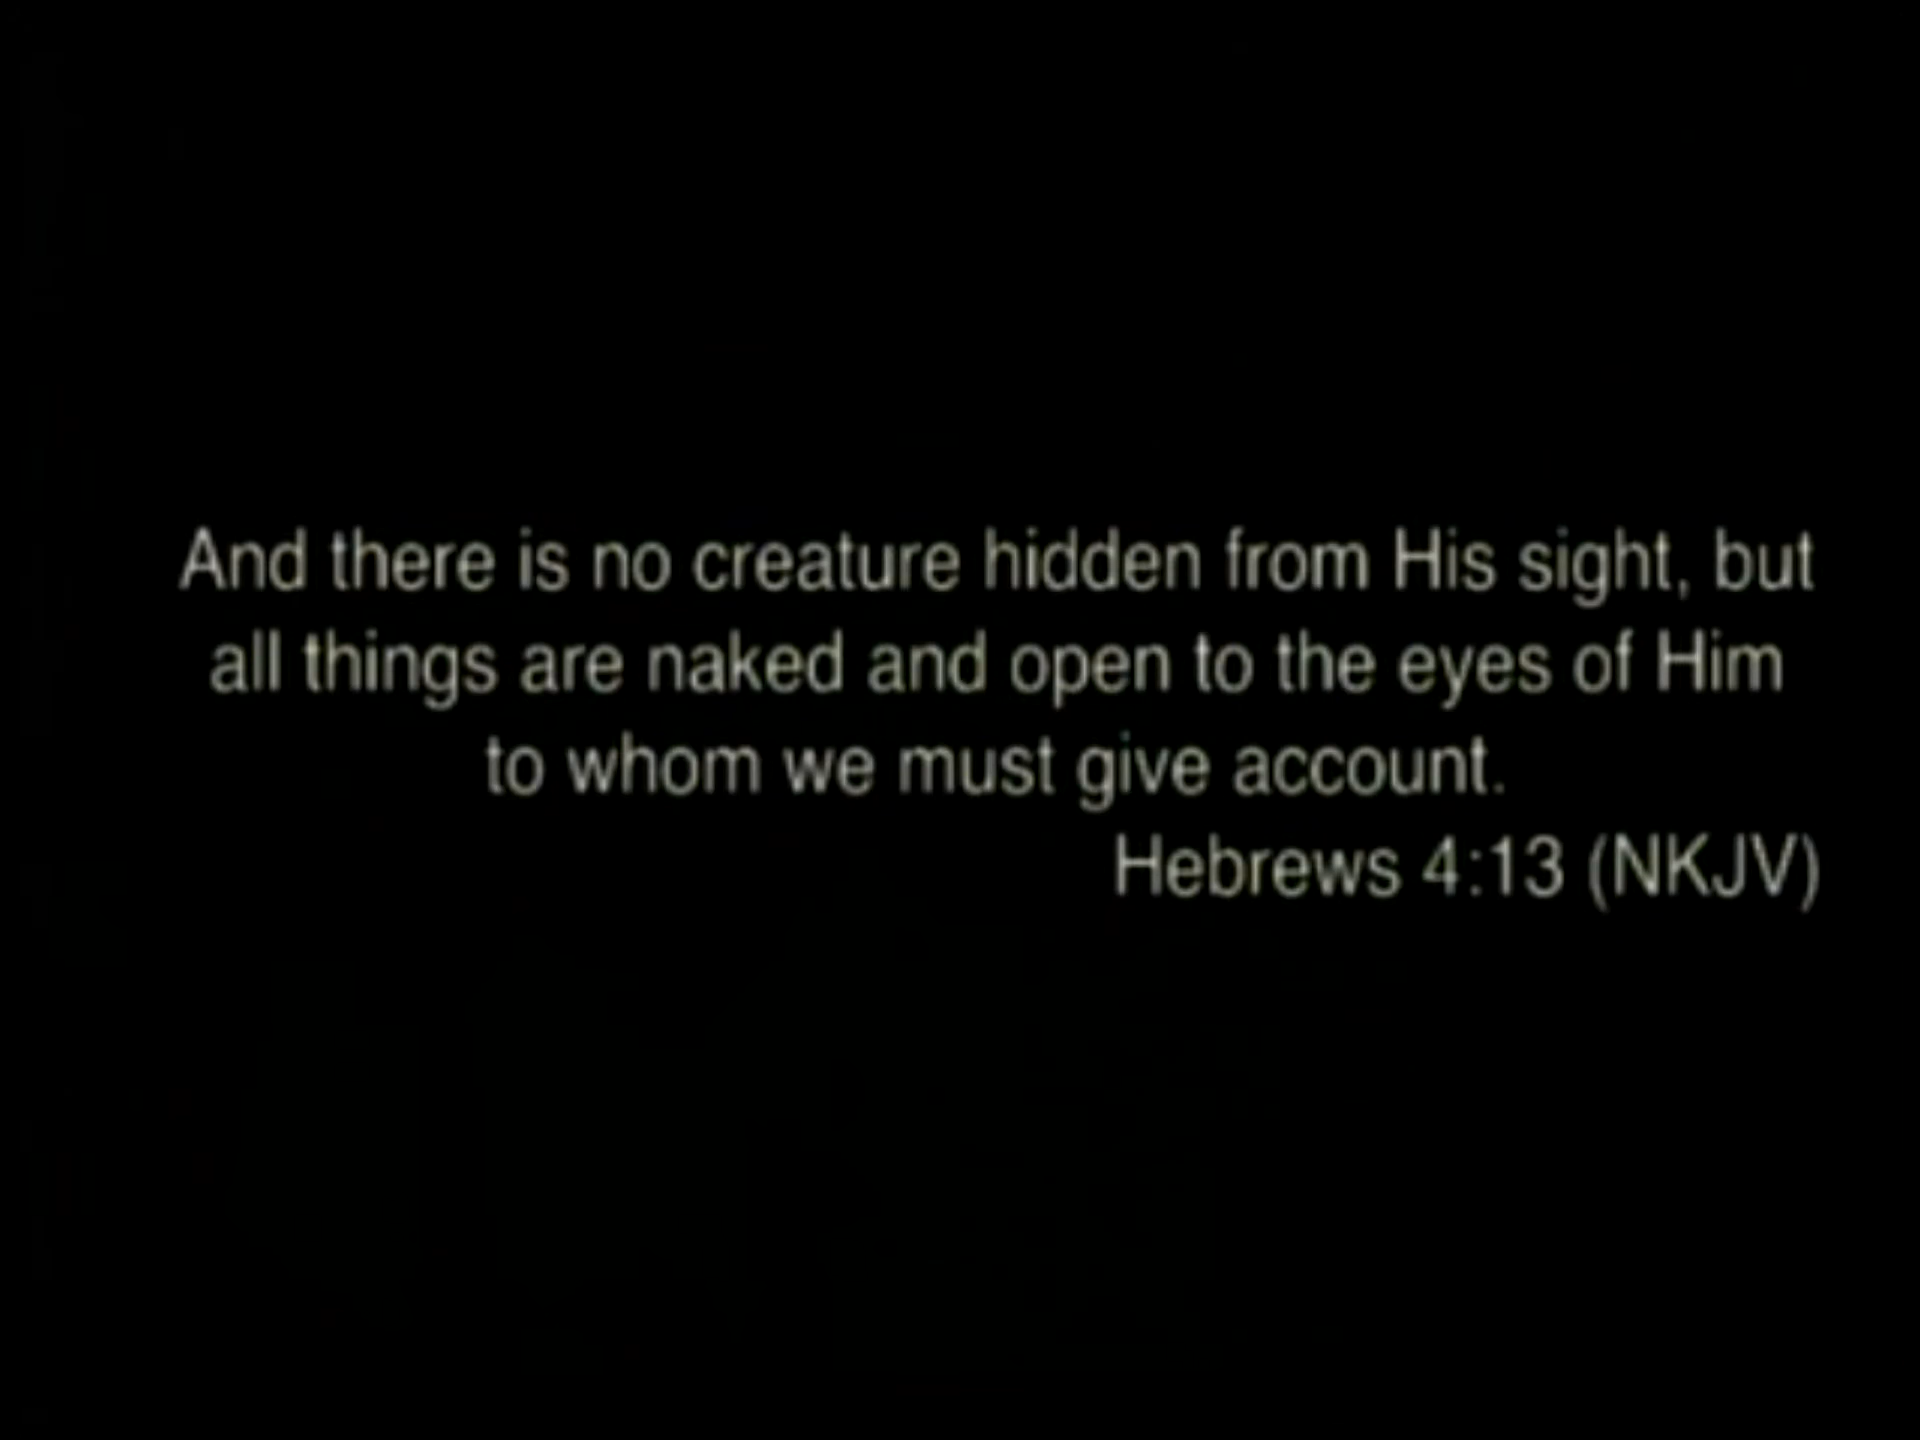 And there is no creature hidden from His sight, but
all things are naked and open to the eyes of Him
to whom we must give account.
Hebrews 4:13 (NKJV)